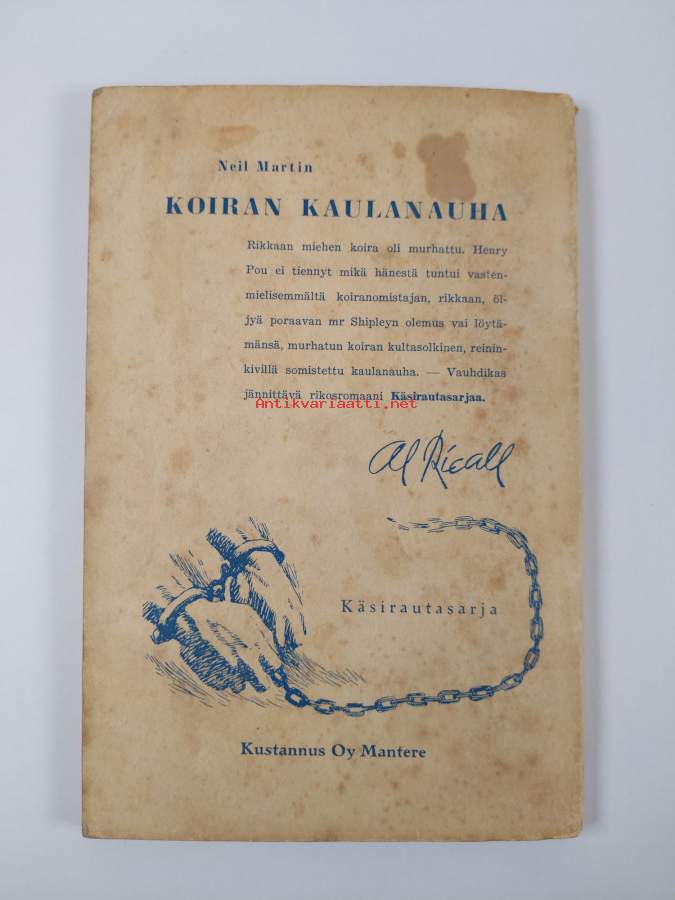 Neil Martin
KOIRAN KAULANAUHA
Rikkaan miehen koira oli murhattu. Henry
Pou ei tiennyt mikä hänestä tuntui vasten-
mielisemmältä koiranomistajan, rikkaan, öl-
jyä poraavan mr Shipleyn olemus vai löytä-
mänsä, murhatun koiran kultasolkinen, reinin-
kivillä somistettu kaulanauha. — Vauhdikas
jännittävä rikosromaani Käsirautasarjaa.
Antikvariaatti.net
Käsirautasarja
Kustannus Oy Mantere